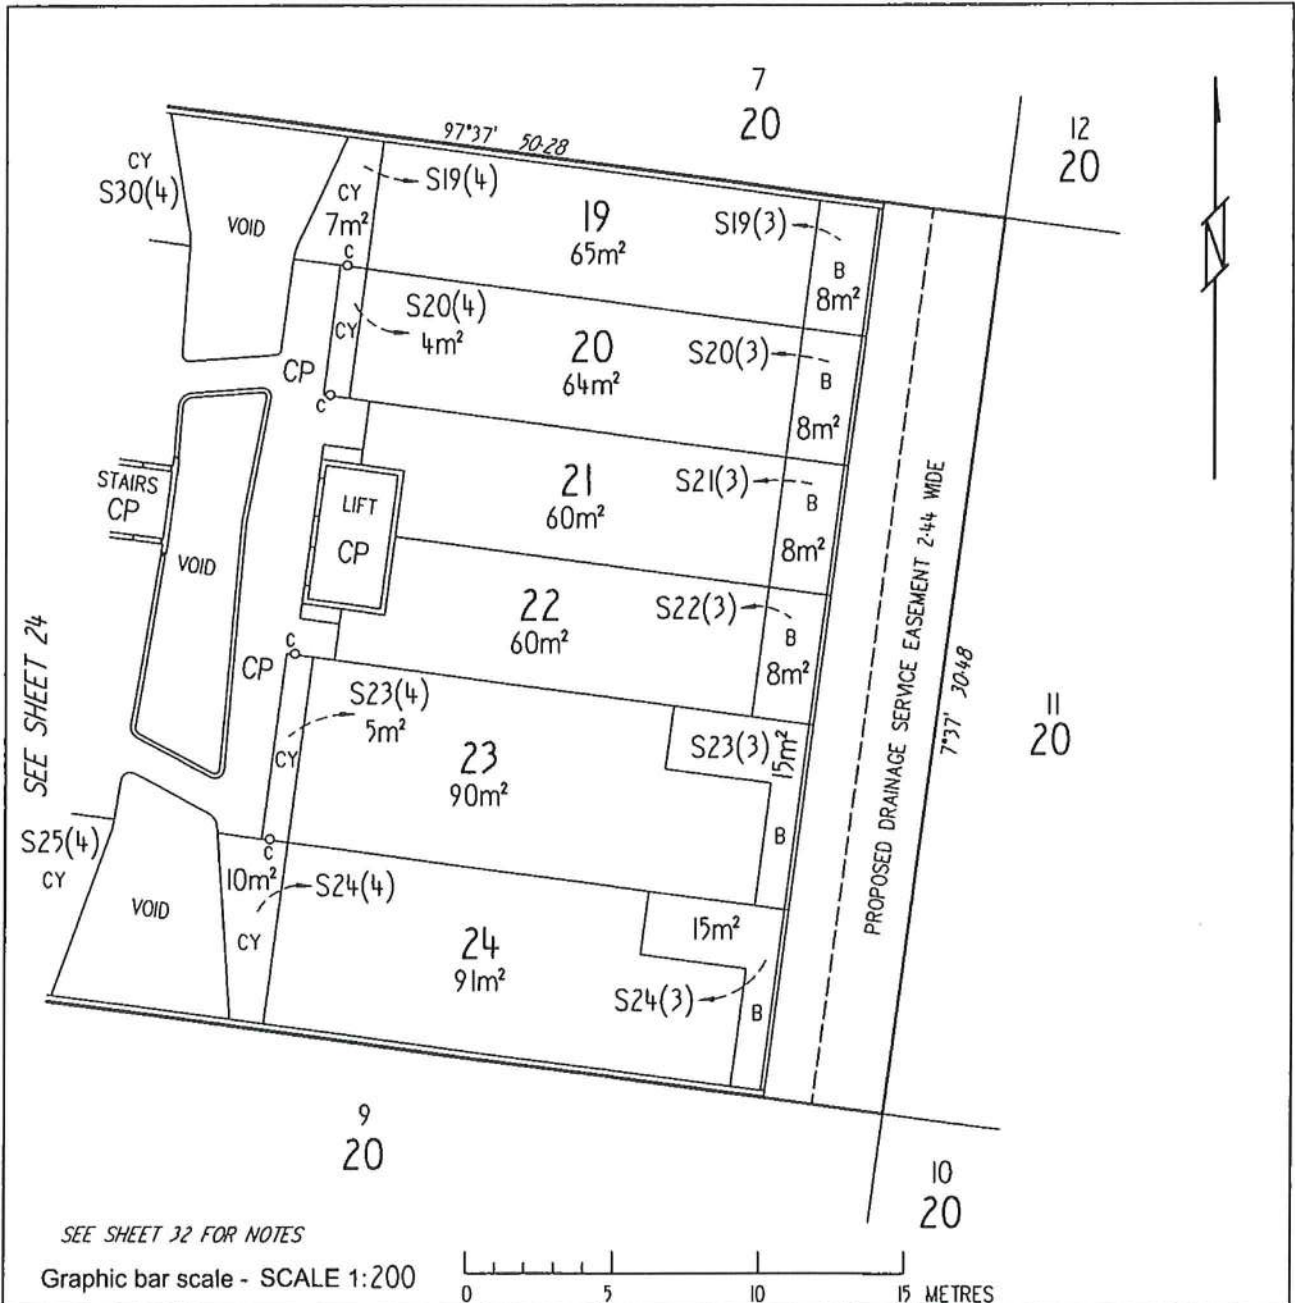 7
20
12
20
97°37' 50·28
CY
S30(4)
VOID
CY
7m²
S19(4)
19
65m²
S19(3)
B
8m²
C
S20(4)
4m²
CY
20
64m²
S20(3)
B
8m²
CP
C
21
60m²
S21(3)
B
8m²
STAIRS
CP
VOID
LIFT
CP
22
60m²
S22(3)
B
8m²
PROPOSED DRAINAGE SERVICE EASEMENT 2·44 WIDE
7°37' 30·48
11
20
SEE SHEET 24
C
CP
S23(4)
5m²
CY
23
90m²
S23(3)
15m²
B
S25(4)
CY
VOID
C
10m²
S24(4)
CY
24
91m²
15m²
S24(3)
B
9
20
10
20
SEE SHEET 32 FOR NOTES
Graphic bar scale - SCALE 1:200
0 5 10 15 METRES